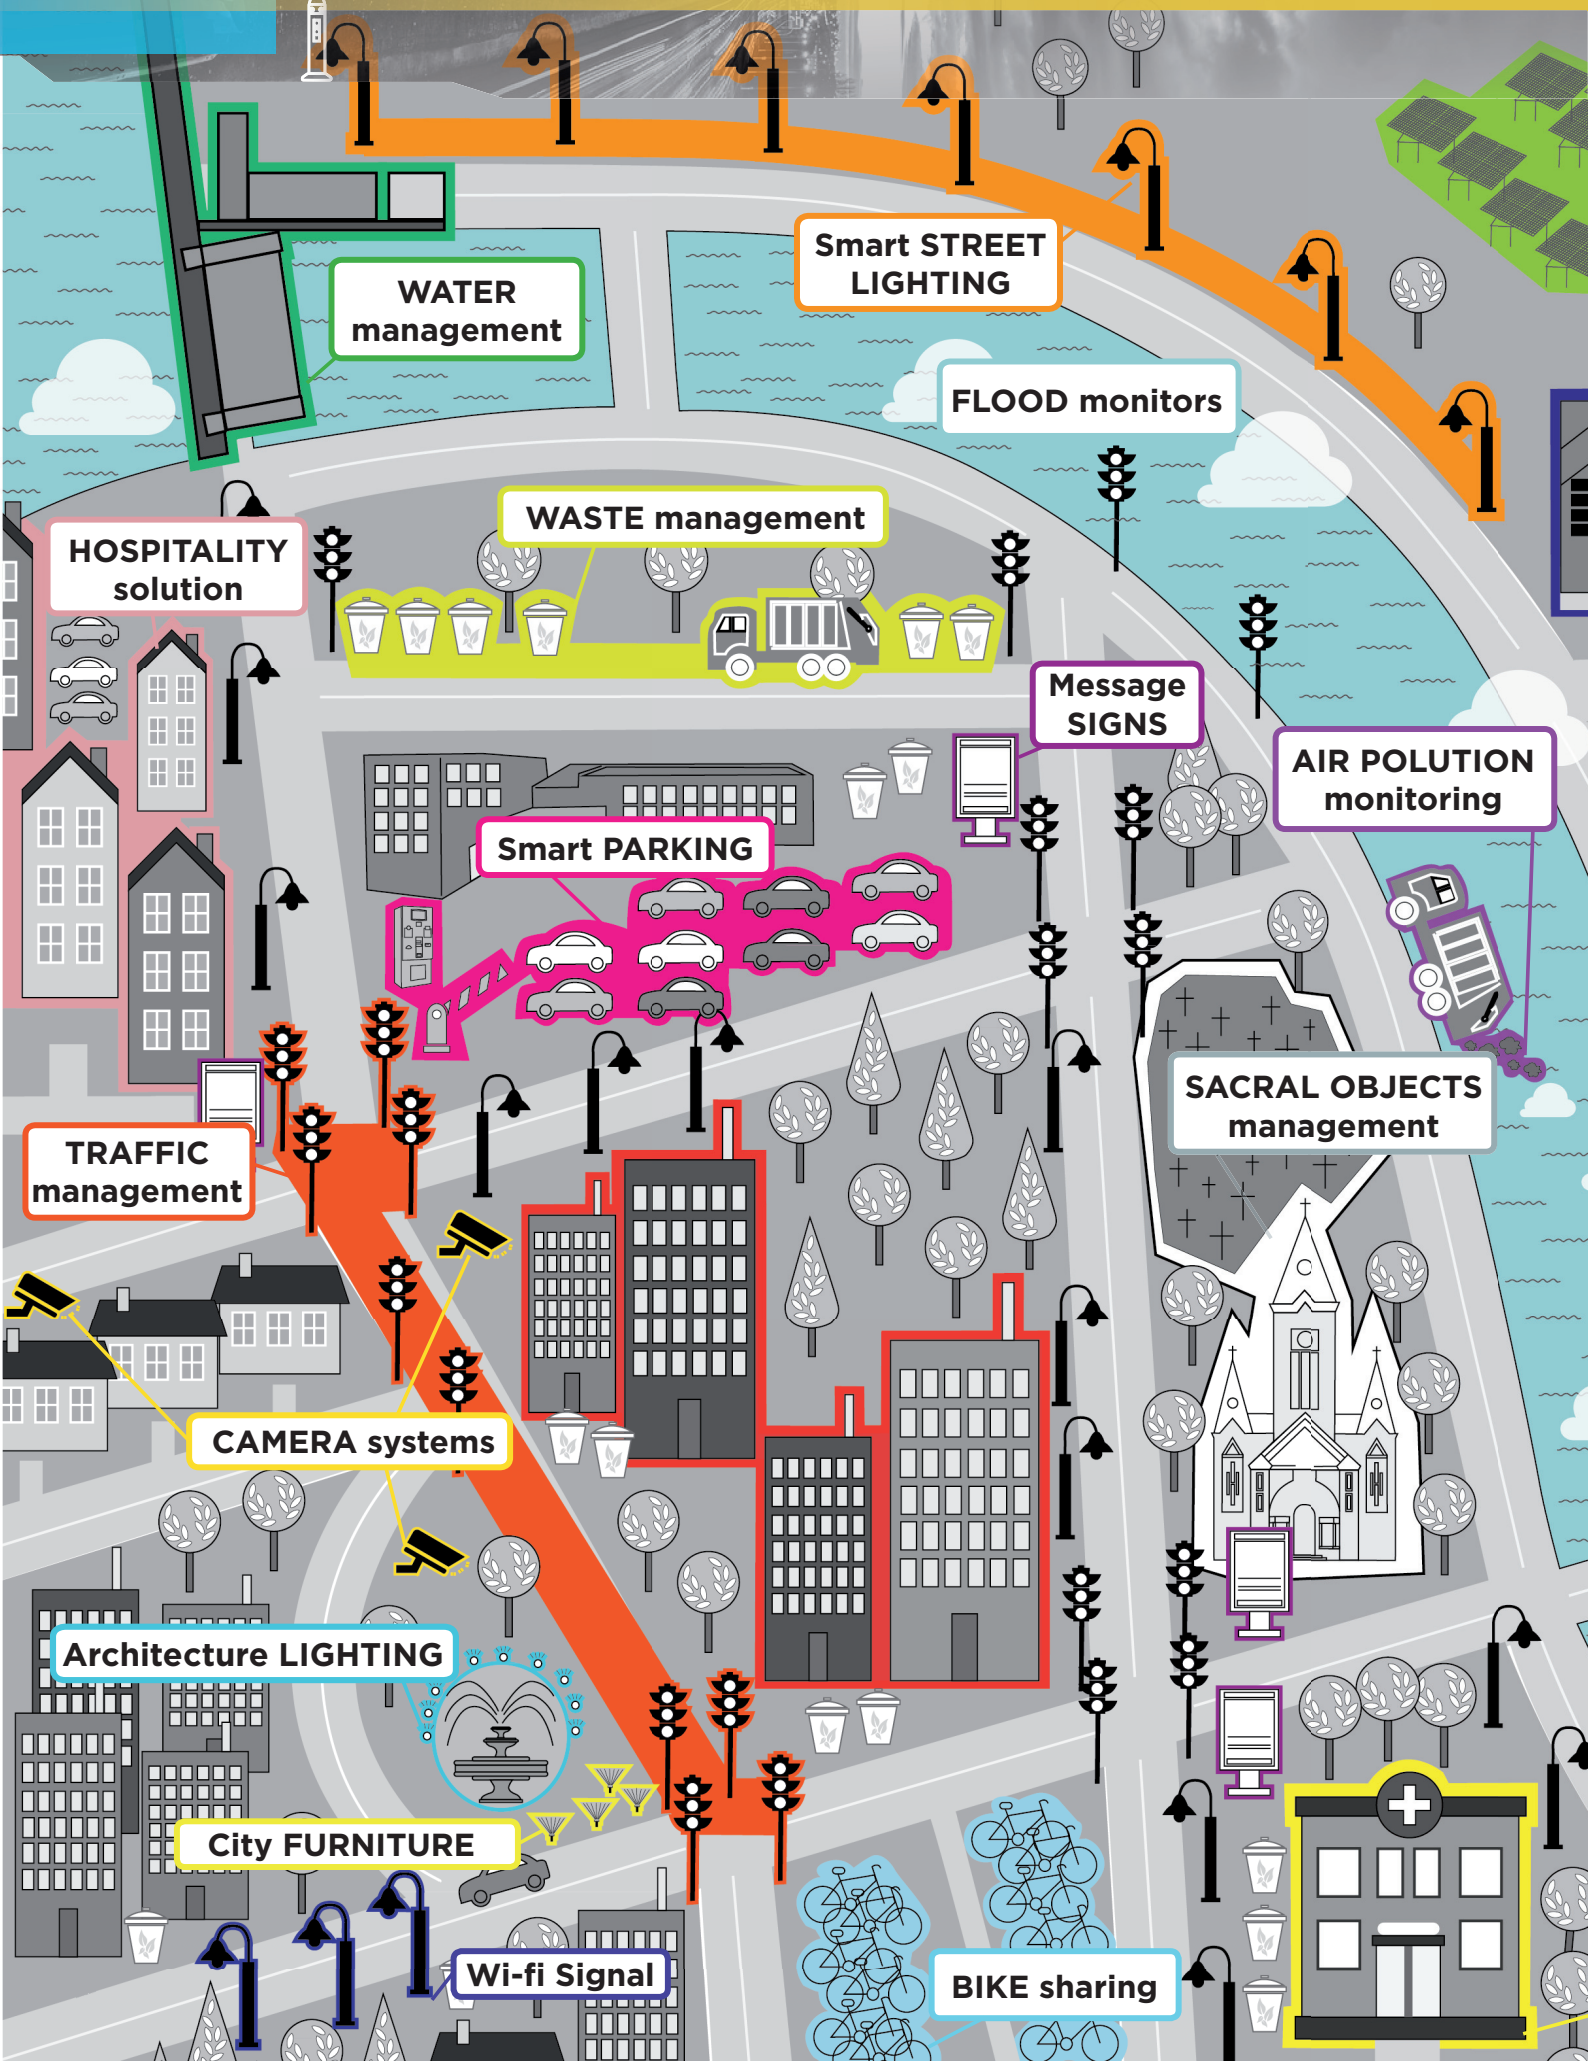 Smart STREET
LIGHTING
WATER
management
FLOOD monitors
WASTE management
HOSPITALITY
solution
Message
SIGNS
AIR POLUTION
monitoring
Smart PARKING
SACRAL OBJECTS
management
TRAFFIC
management
CAMERA systems
Architecture LIGHTING
City FURNITURE
Wi-fi Signal
BIKE sharing